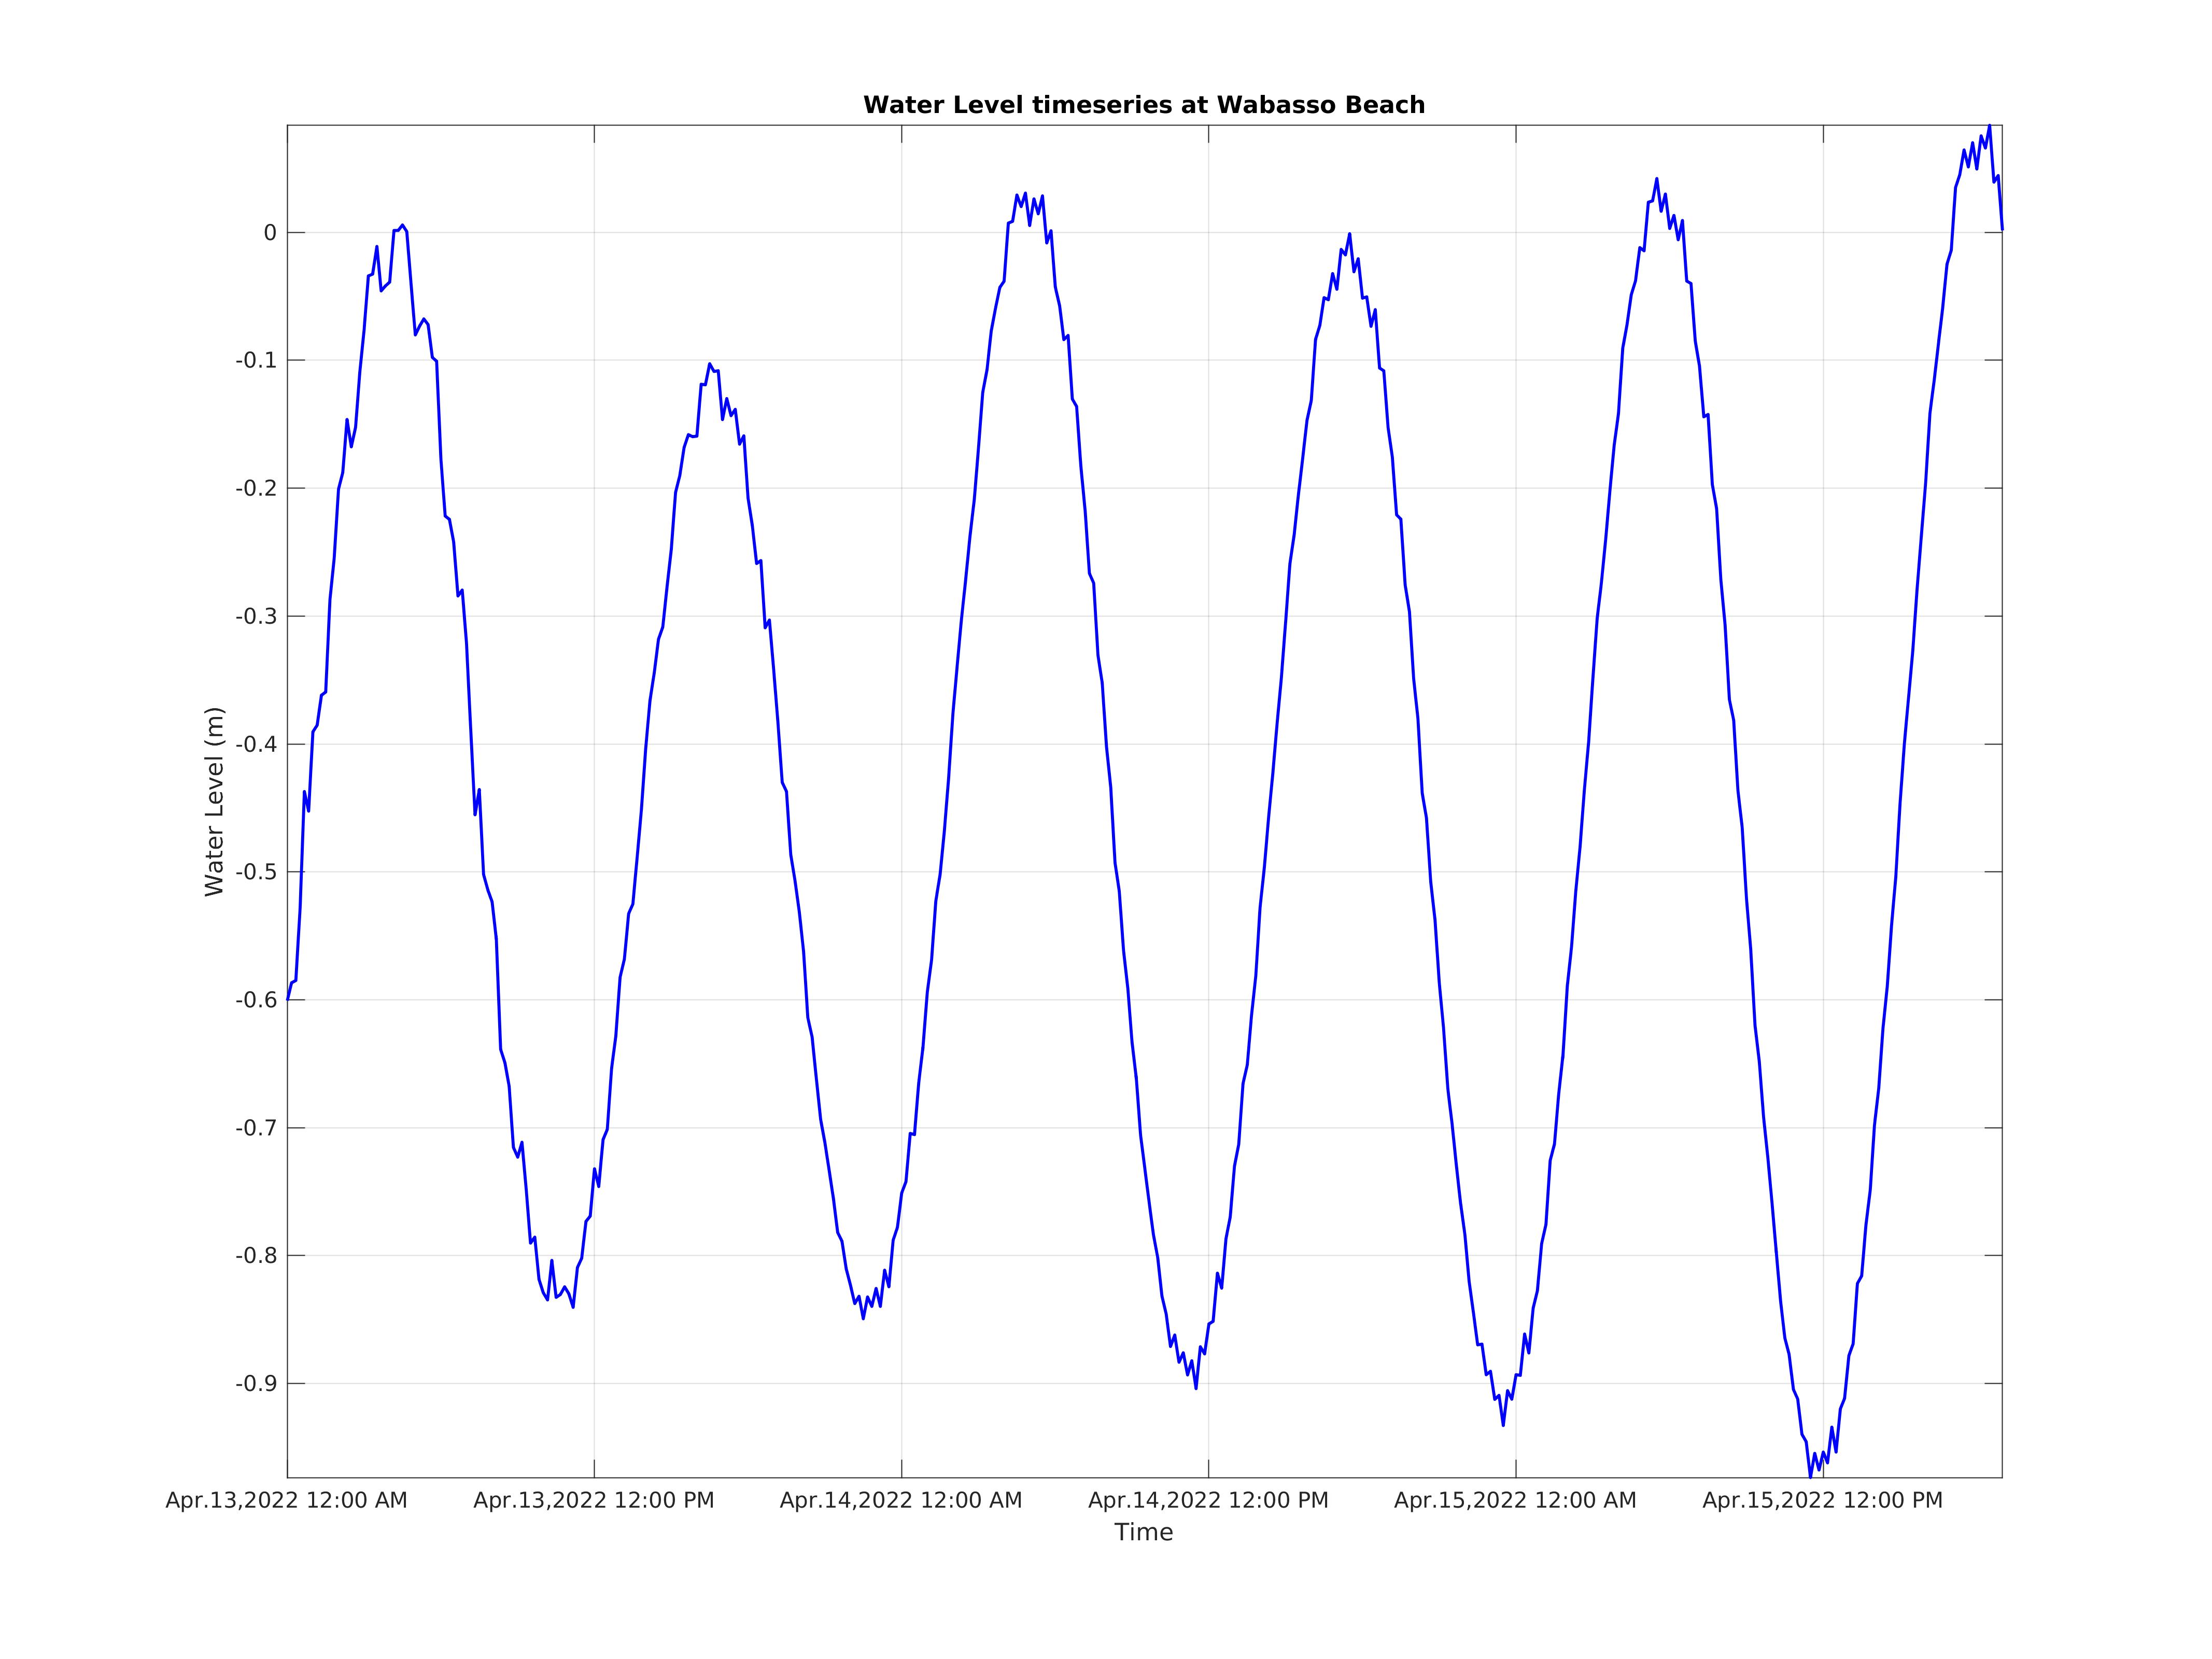 Water Level timeseries at Wabasso Beach
0
-0.1
-0.2
-0.3
-0.4
-0.5
-0.6
-0.7
-0.8
-0.9
Water Level (m)
Apr.13,2022 12:00 AM
Apr.13,2022 12:00 PM
Apr.14,2022 12:00 AM
Apr.14,2022 12:00 PM
Apr.15,2022 12:00 AM
Apr.15,2022 12:00 PM
Time